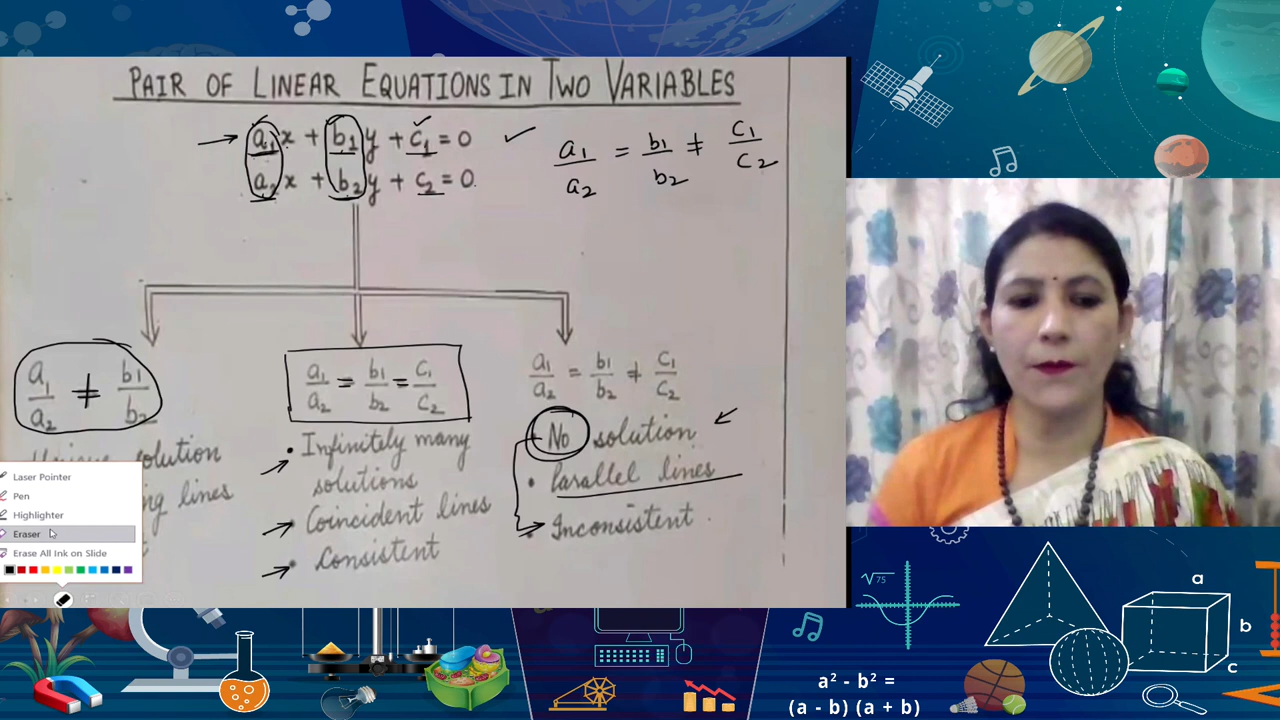 PAIR OF LINEAR EQUATIONS IN TWO VARIABLES
a₁x + b₁y + c₁ = 0
a₂x + b₂y + c₂ = 0.
a₁/a₂ = b₁/b₂ ≠ c₁/c₂
a₁/a₂ ≠ b₁/b₂
solution
lines
a₁/a₂ = b₁/b₂ = c₁/c₂
• Infinitely many
solutions
Coincident lines
• Consistent
a₁/a₂ = b₁/b₂ ≠ c₁/c₂
No solution
• Parallel lines
Inconsistent.
Laser Pointer
Pen
Highlighter
Eraser
Erase All Ink on Slide
√75
a
b
c
a² - b² =
(a - b) (a + b)